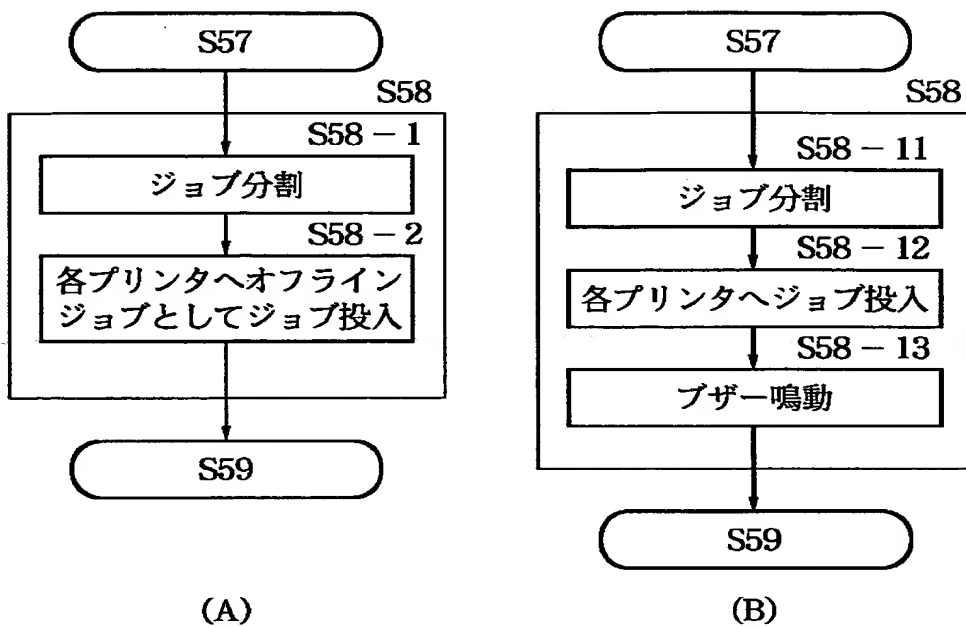 S57
S58
S58－1
ジョブ分割
S58－2
各プリンタへオフライン
ジョブとしてジョブ投入
S59
(A)
S57
S58
S58－11
ジョブ分割
S58－12
各プリンタへジョブ投入
S58－13
ブザー鳴動
S59
(B)